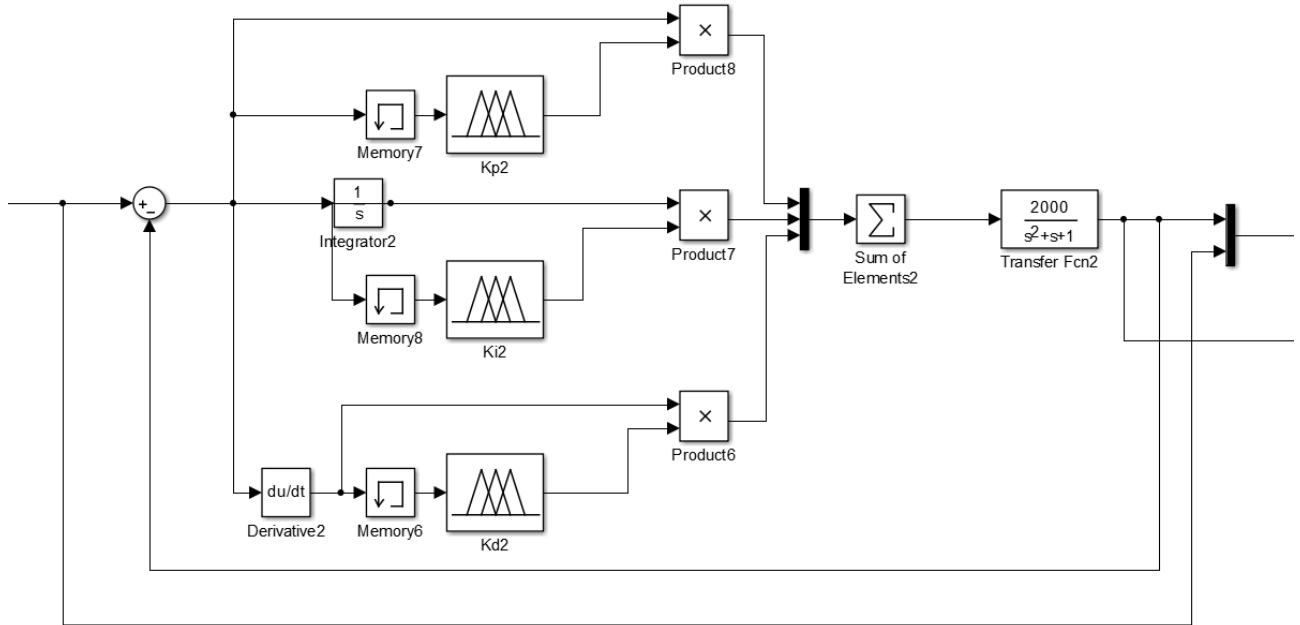 ×
Product8
Memory7
Kp2
+
−
1
s
Integrator2
×
Product7
Memory8
Ki2
Σ
Sum of
Elements2
2000
s²+s+1
Transfer Fcn2
×
Product6
du/dt
Derivative2
Memory6
Kd2